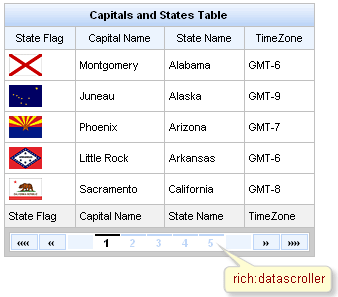 Capitals and States Table
State Flag Capital Name State Name TimeZone
Montgomery Alabama GMT-6
Juneau Alaska GMT-9
Phoenix Arizona GMT-7
Little Rock Arkansas GMT-6
Sacramento California GMT-8
State Flag Capital Name State Name TimeZone
«« « 1 2 3 4 5 » »»
rich:datascroller